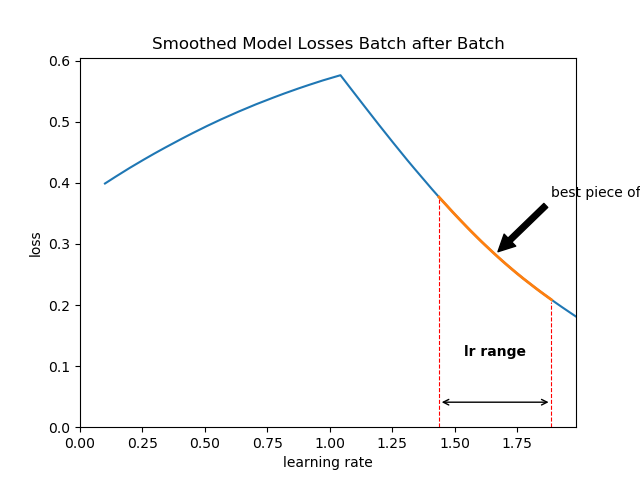 Smoothed Model Losses Batch after Batch
0.6
0.5
0.4
0.3
0.2
0.1
0.0
loss
best piece of
lr range
0.00 0.25 0.50 0.75 1.00 1.25 1.50 1.75
learning rate